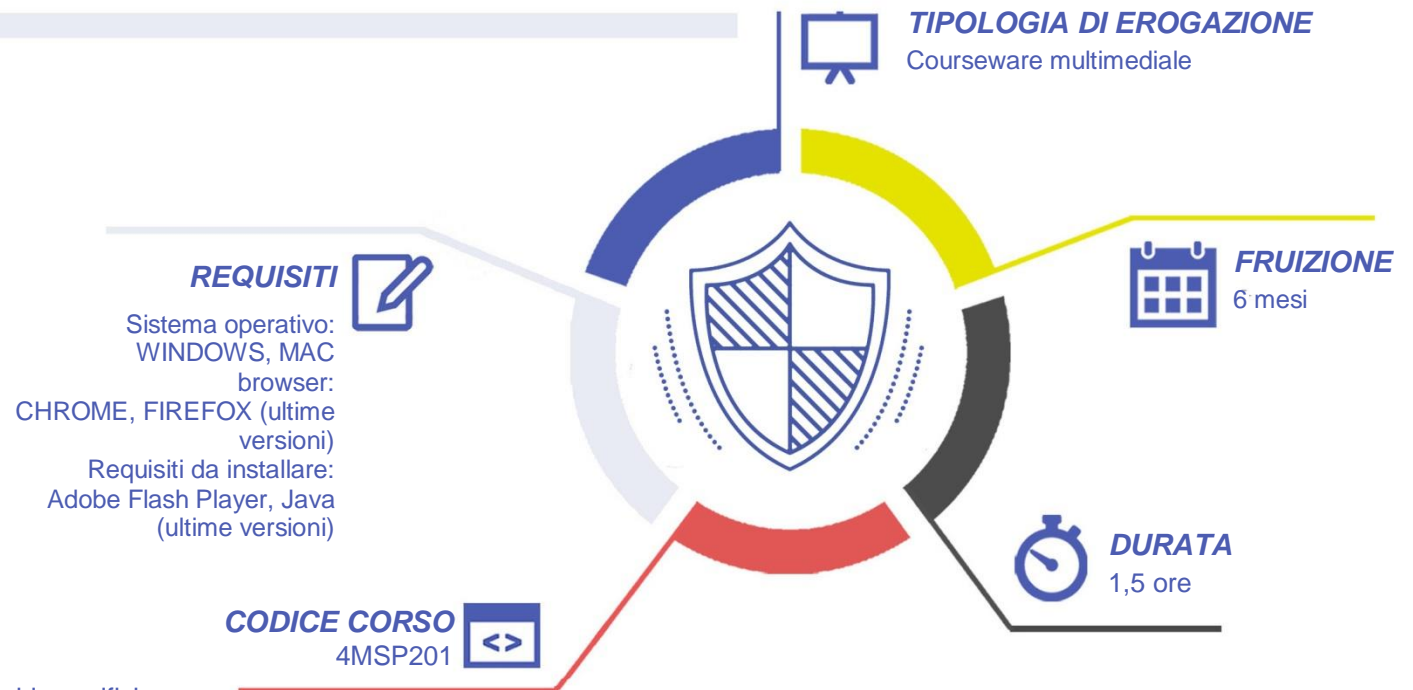 TIPOLOGIA DI EROGAZIONE
Courseware multimediale
REQUISITI
Sistema operativo:
WINDOWS, MAC
browser:
CHROME, FIREFOX (ultime
versioni)
Requisiti da installare:
Adobe Flash Player, Java
(ultime versioni)
FRUIZIONE
6 mesi
DURATA
1,5 ore
CODICE CORSO
4MSP201
<>